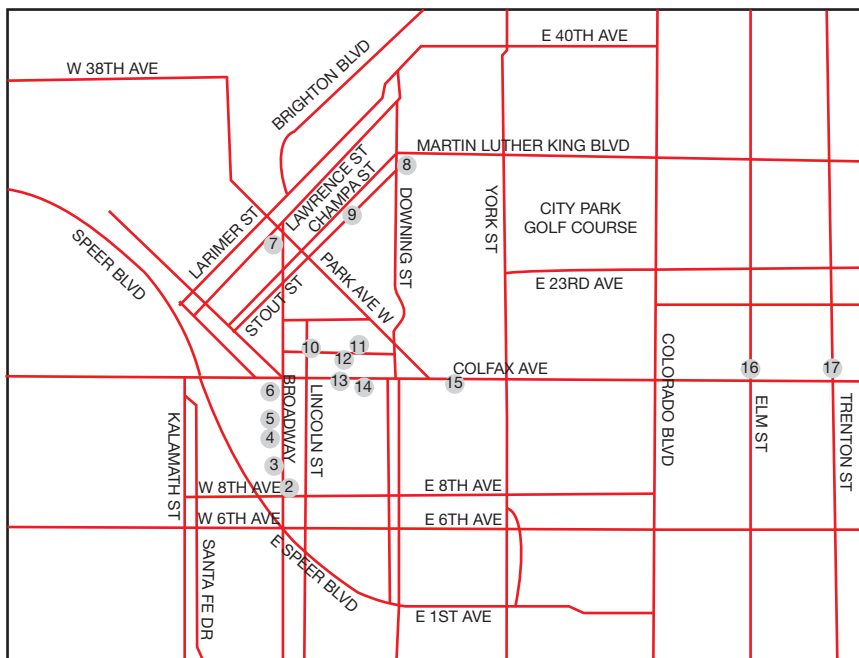 E 40TH AVE
W 38TH AVE
BRIGHTON BLVD
MARTIN LUTHER KING BLVD
LAWRENCE ST
CHAMPA ST
8
DOWNING ST
YORK ST
CITY PARK
GOLF COURSE
LARIMER ST
9
7
SPEER BLVD
PARK AVE W
E 23RD AVE
STOUT ST
10
11
12
COLFAX AVE
COLORADO BLVD
16
17
13
14
15
6
BROADWAY
LINCOLN ST
ELM ST
TRENTON ST
5
4
KALAMATH ST
3
2
W 8TH AVE
E 8TH AVE
W 6TH AVE
E 6TH AVE
SANTA FE DR
E SPEER BLVD
E 1ST AVE